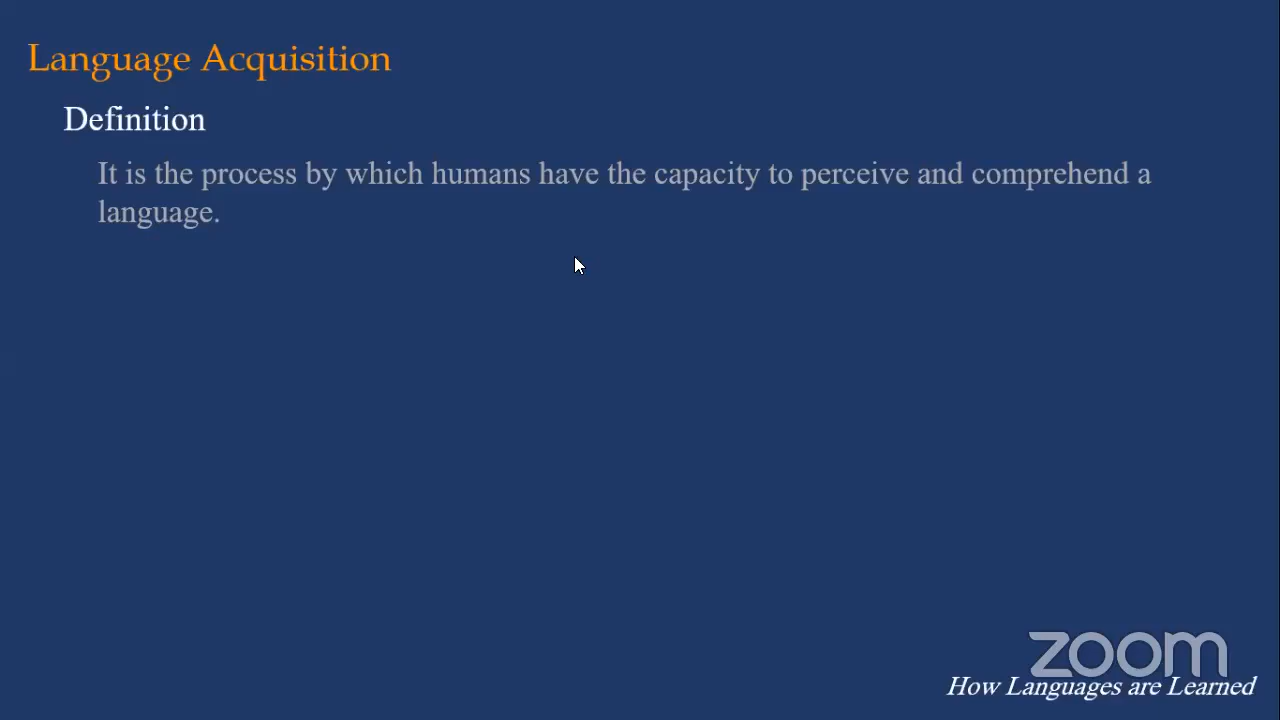 Language Acquisition
Definition
It is the process by which humans have the capacity to perceive and comprehend a
language.
zoom
How Languages are Learned